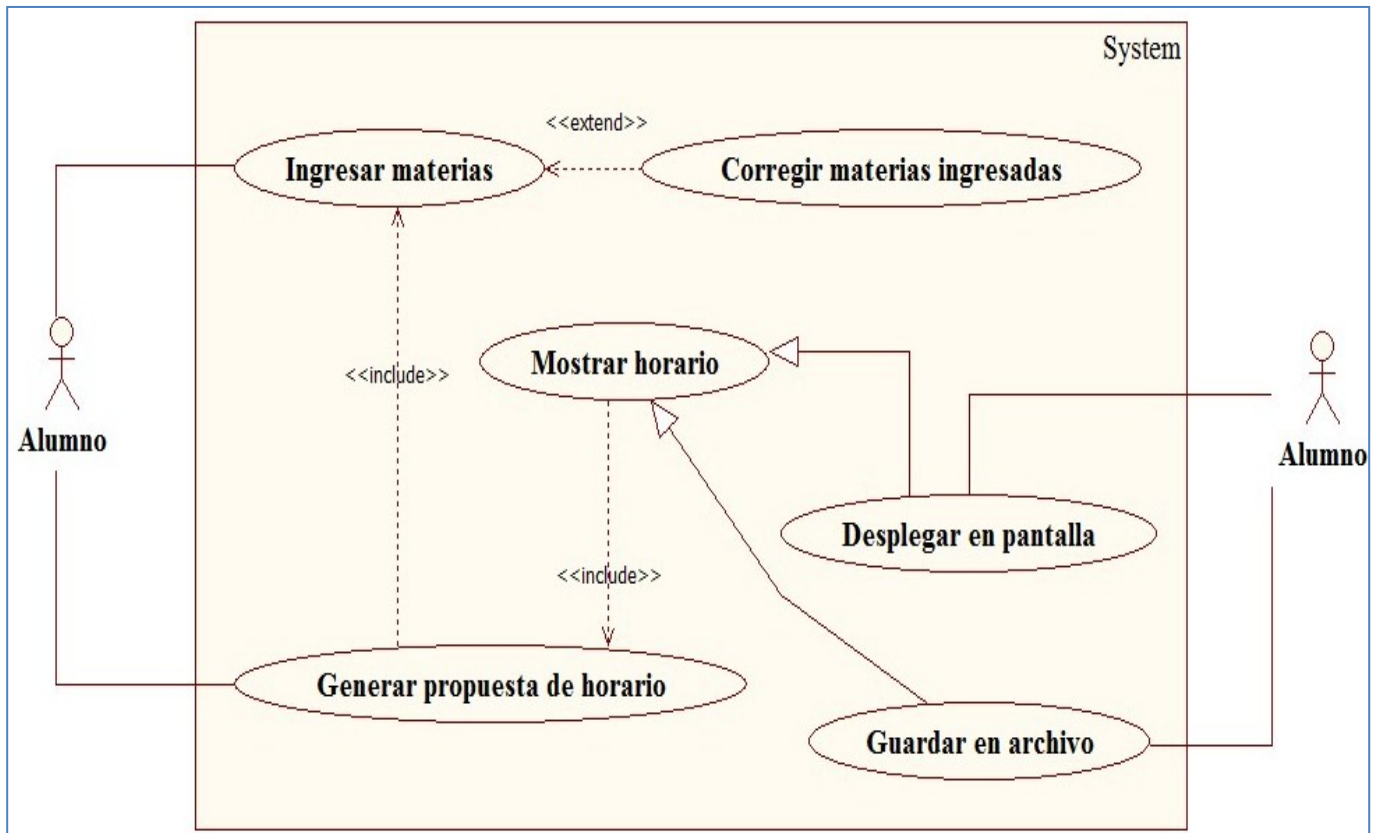 System
<<extend>>
Ingresar materias
Corregir materias ingresadas
Mostrar horario
<<include>>
Alumno
Alumno
Desplegar en pantalla
<<include>>
Generar propuesta de horario
Guardar en archivo